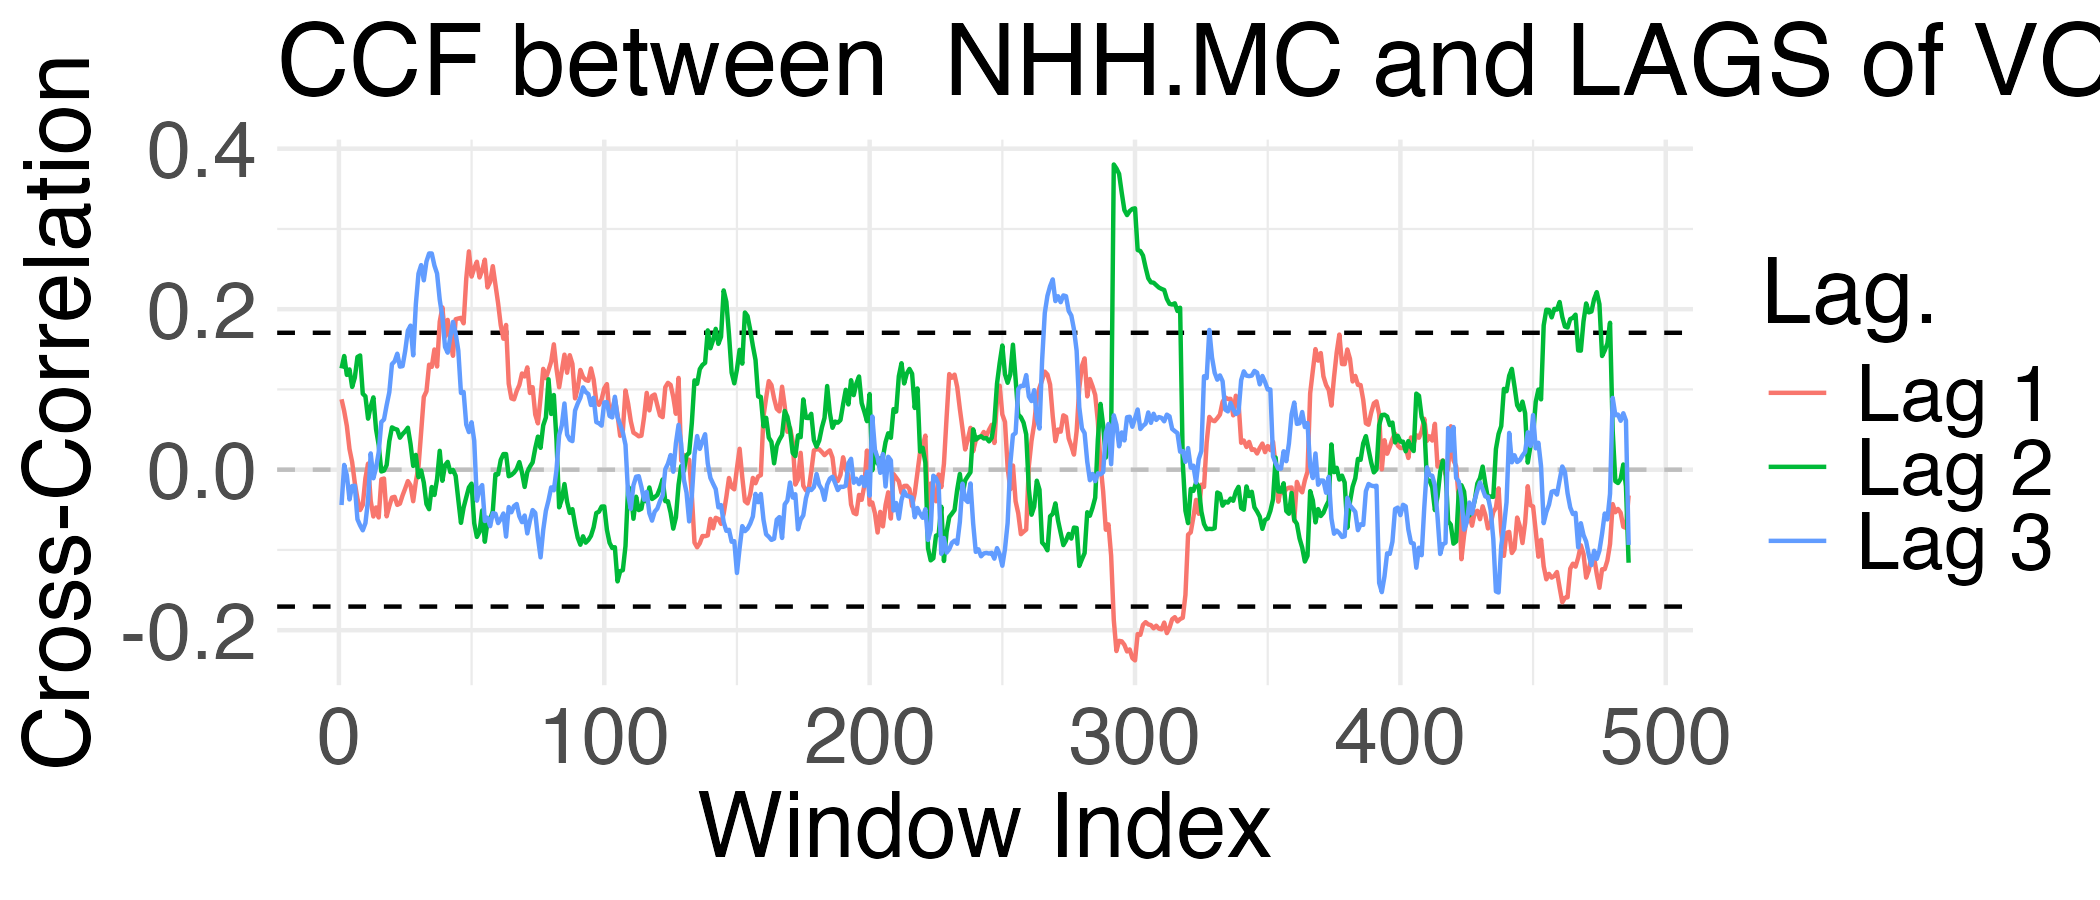 CCF between  NHH.MC and LAGS of VO
Cross-Correlation
0.4
0.2
0.0
-0.2
0
100
200
300
400
500
Window Index
Lag.
Lag 1
Lag 2
Lag 3